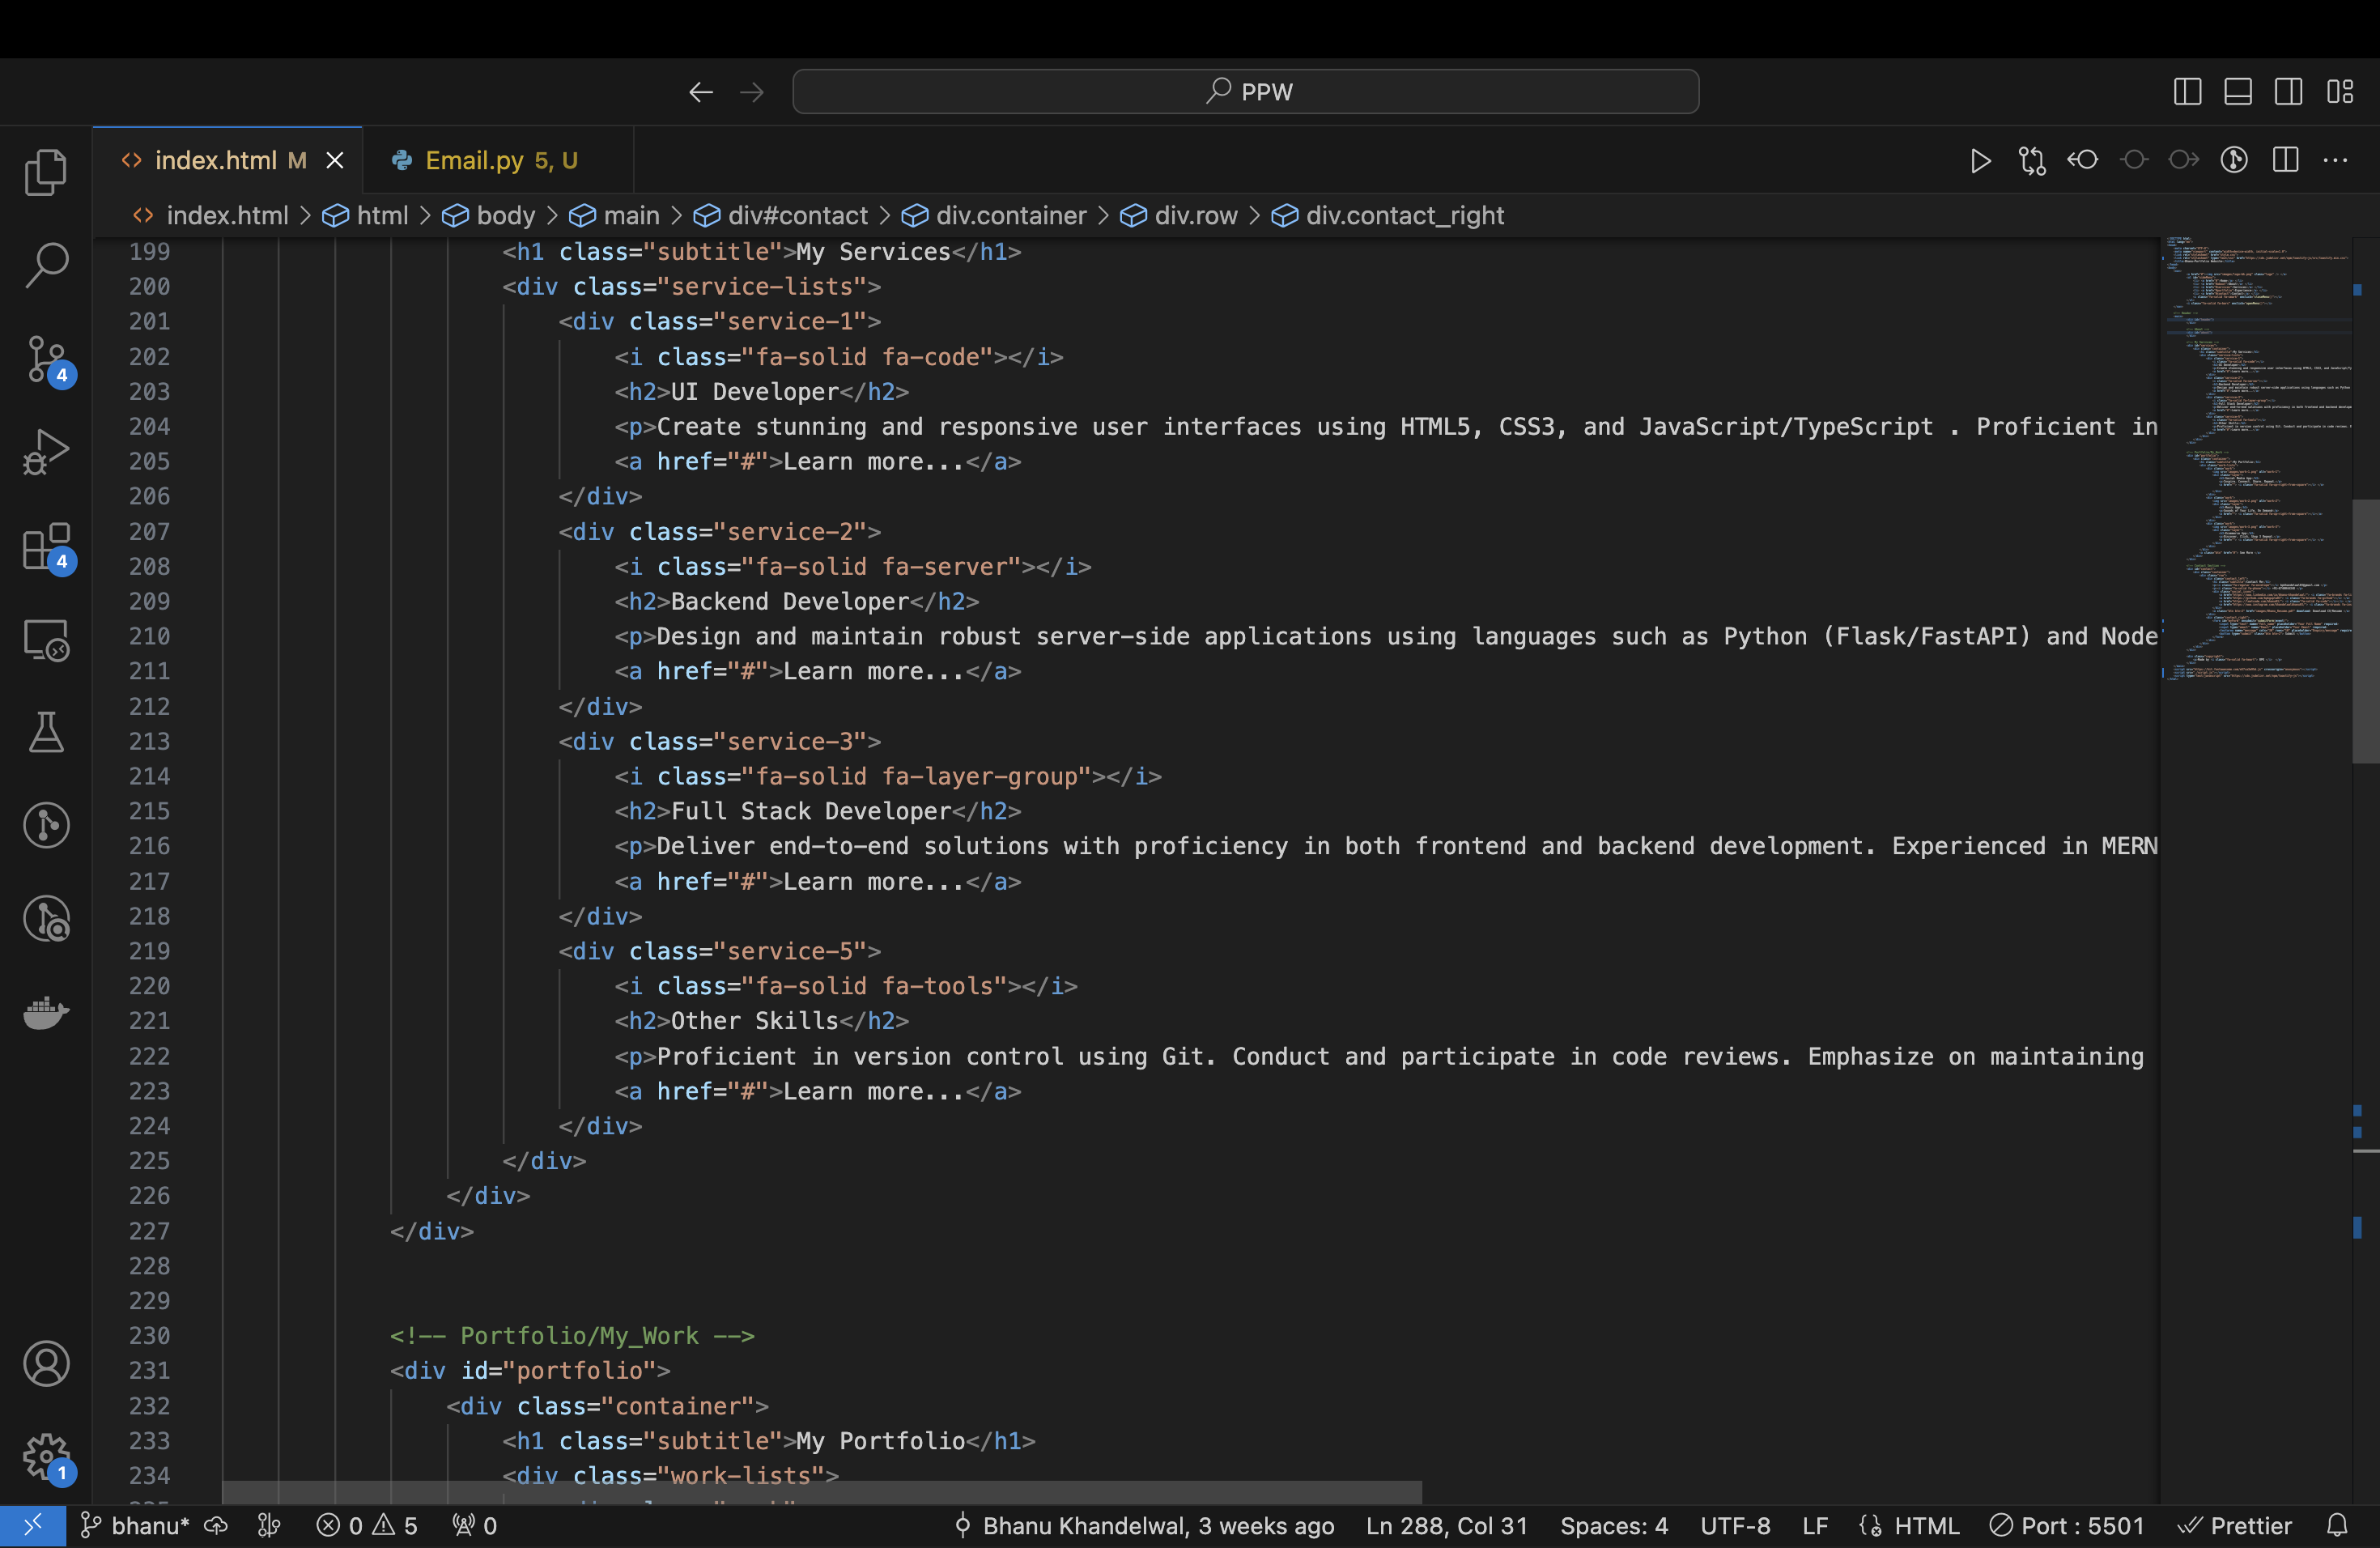 PPW
index.html M
Email.py 5, U
index.html > html > body > main > div#contact > div.container > div.row > div.contact_right
199 <h1 class="subtitle">My Services</h1>
200 <div class="service-lists">
201 <div class="service-1">
202 <i class="fa-solid fa-code"></i>
203 <h2>UI Developer</h2>
204 <p>Create stunning and responsive user interfaces using HTML5, CSS3, and JavaScript/TypeScript . Proficient in
205 <a href="#">Learn more...</a>
206 </div>
207 <div class="service-2">
208 <i class="fa-solid fa-server"></i>
209 <h2>Backend Developer</h2>
210 <p>Design and maintain robust server-side applications using languages such as Python (Flask/FastAPI) and Node
211 <a href="#">Learn more...</a>
212 </div>
213 <div class="service-3">
214 <i class="fa-solid fa-layer-group"></i>
215 <h2>Full Stack Developer</h2>
216 <p>Deliver end-to-end solutions with proficiency in both frontend and backend development. Experienced in MERN
217 <a href="#">Learn more...</a>
218 </div>
219 <div class="service-5">
220 <i class="fa-solid fa-tools"></i>
221 <h2>Other Skills</h2>
222 <p>Proficient in version control using Git. Conduct and participate in code reviews. Emphasize on maintaining
223 <a href="#">Learn more...</a>
224 </div>
225 </div>
226 </div>
227 </div>
228
229
230 <!-- Portfolio/My_Work -->
231 <div id="portfolio">
232 <div class="container">
233 <h1 class="subtitle">My Portfolio</h1>
234 <div class="work-lists">
4
4
1
bhanu* 0 5 0 Bhanu Khandelwal, 3 weeks ago Ln 288, Col 31 Spaces: 4 UTF-8 LF HTML Port : 5501 Prettier